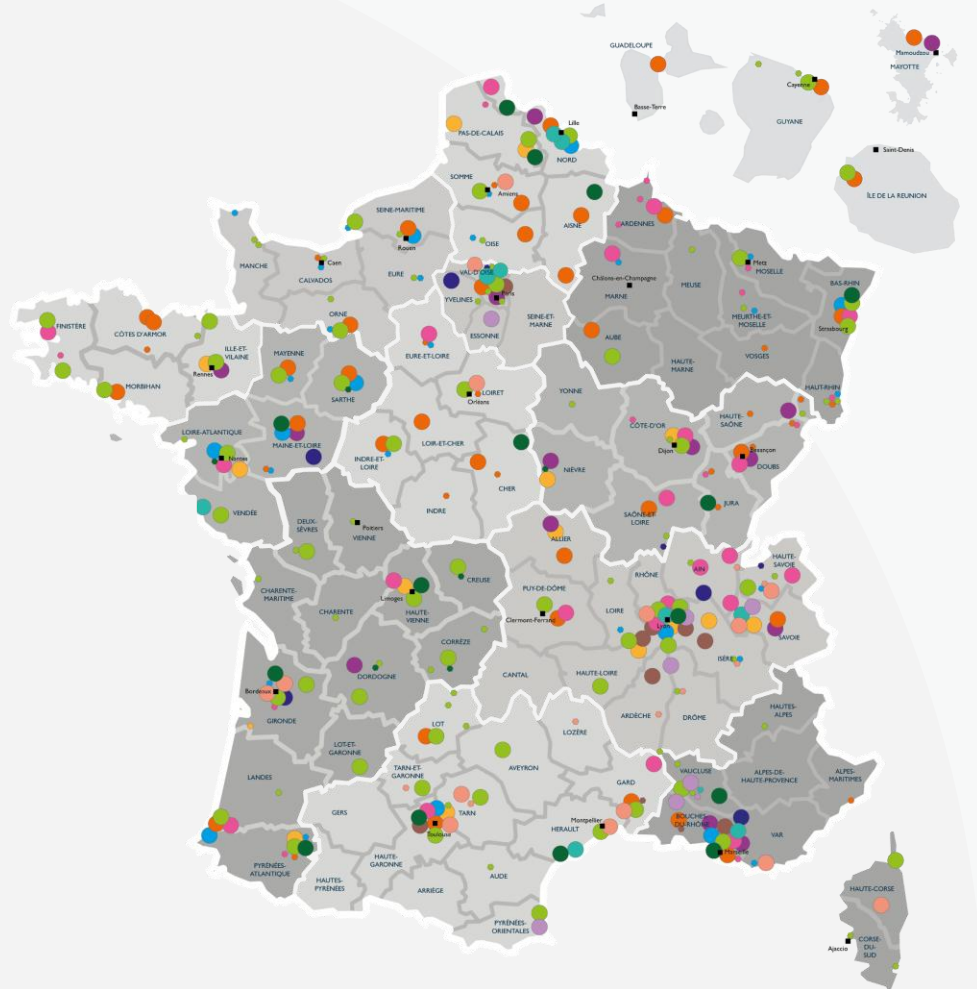 GUADELOUPE
Basse-Terre
Cayenne
GUYANE
Mamoudzou
MAYOTTE
Saint-Denis
ÎLE DE LA REUNION
PAS-DE-CALAIS
Lille
NORD
SOMME
Amiens
AISNE
OISE
SEINE-MARITIME
Rouen
EURE
MANCHE
Caen
CALVADOS
ORNE
VAL-D'OISE
YVELINES
Paris
ESSONNE
SEINE-ET-
MARNE
ARDENNES
Châlons-en-Champagne
MARNE
MEUSE
Metz
MOSELLE
MEURTHE-ET-
MOSELLE
BAS-RHIN
Strasbourg
AUBE
HAUTE-
MARNE
VOSGES
HAUT-RHIN
FINISTÈRE
CÔTES D'ARMOR
ILLE-ET
VILAINE
Rennes
MORBIHAN
MAYENNE
SARTHE
EURE-ET-LOIRE
LOIRET
Orléans
LOIRE-ATLANTIQUE
Nantes
MAINE-ET-LOIRE
VENDÉE
INDRE-ET
LOIRE
LOIR-ET-CHER
CHER
INDRE
YONNE
CÔTE-D'OR
Dijon
NIÈVRE
SAÔNE-ET
LOIRE
HAUTE-
SAÔNE
Besançon
DOUBS
JURA
DEUX-
SÈVRES
Poitiers
VIENNE
CHARENTE-
MARITIME
CHARENTE
Limoges
HAUTE-
VIENNE
CREUSE
CORRÈZE
ALLIER
PUY-DE-DÔME
Clermont-Ferrand
CANTAL
HAUTE-LOIRE
RHÔNE
LOIRE
AIN
Lyon
HAUTE-
SAVOIE
SAVOIE
ISÈRE
ARDÈCHE
DRÔME
Bordeaux
GIRONDE
DORDOGNE
LOT-ET-
GARONNE
LANDES
PYRÉNÉES-
ATLANTIQUE
LOT
TARN-ET-
GARONNE
AVEYRON
LOZÈRE
GARD
GERS
Toulouse
TARN
HERAULT
Montpellier
HAUTE-
GARONNE
HAUTES-
PYRÉNÉES
ARRIÈGE
AUDE
PYRÉNÉES-
ORIENTALES
HAUTES-
ALPES
VAUCLUSE
ALPES-DE-
HAUTE-PROVENCE
ALPES-
MARITIMES
BOUCHES
DU-RHÔNE
Marseille
VAR
HAUTE-CORSE
Ajaccio
CORSE-
DU-
SUD